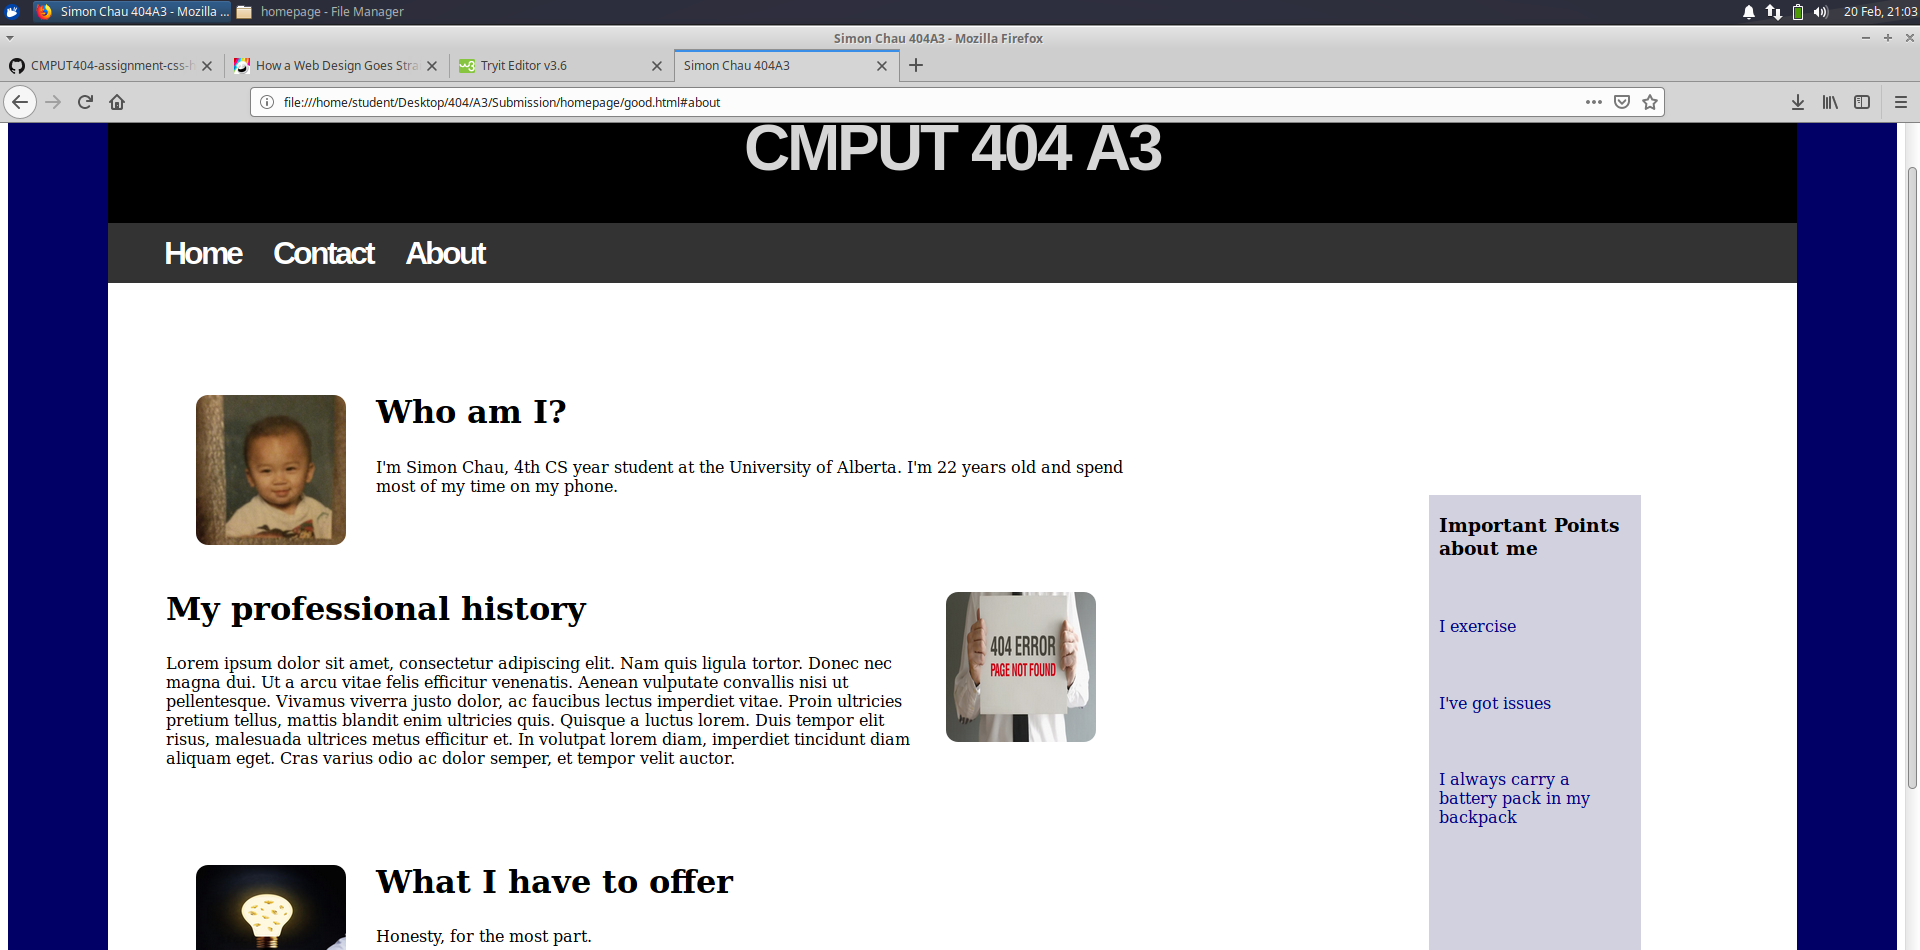 Simon Chau 404A3 - Mozilla ...
homepage - File Manager
20 Feb, 21:03
Simon Chau 404A3 - Mozilla Firefox
CMPUT404-assignment-css-h
How a Web Design Goes Stra
Tryit Editor v3.6
Simon Chau 404A3
file:///home/student/Desktop/404/A3/Submission/homepage/good.html#about
CMPUT 404 A3
Home Contact About
Who am I?
I'm Simon Chau, 4th CS year student at the University of Alberta. I'm 22 years old and spend
most of my time on my phone.
My professional history
Lorem ipsum dolor sit amet, consectetur adipiscing elit. Nam quis ligula tortor. Donec nec
magna dui. Ut a arcu vitae felis efficitur venenatis. Aenean vulputate convallis nisi ut
pellentesque. Vivamus viverra justo dolor, ac faucibus lectus imperdiet vitae. Proin ultricies
pretium tellus, mattis blandit enim ultricies quis. Quisque a luctus lorem. Duis tempor elit
risus, malesuada ultrices metus efficitur et. In volutpat lorem diam, imperdiet tincidunt diam
aliquam eget. Cras varius odio ac dolor semper, et tempor velit auctor.
404 ERROR
PAGE NOT FOUND
What I have to offer
Honesty, for the most part.
Important Points
about me
I exercise
I've got issues
I always carry a
battery pack in my
backpack